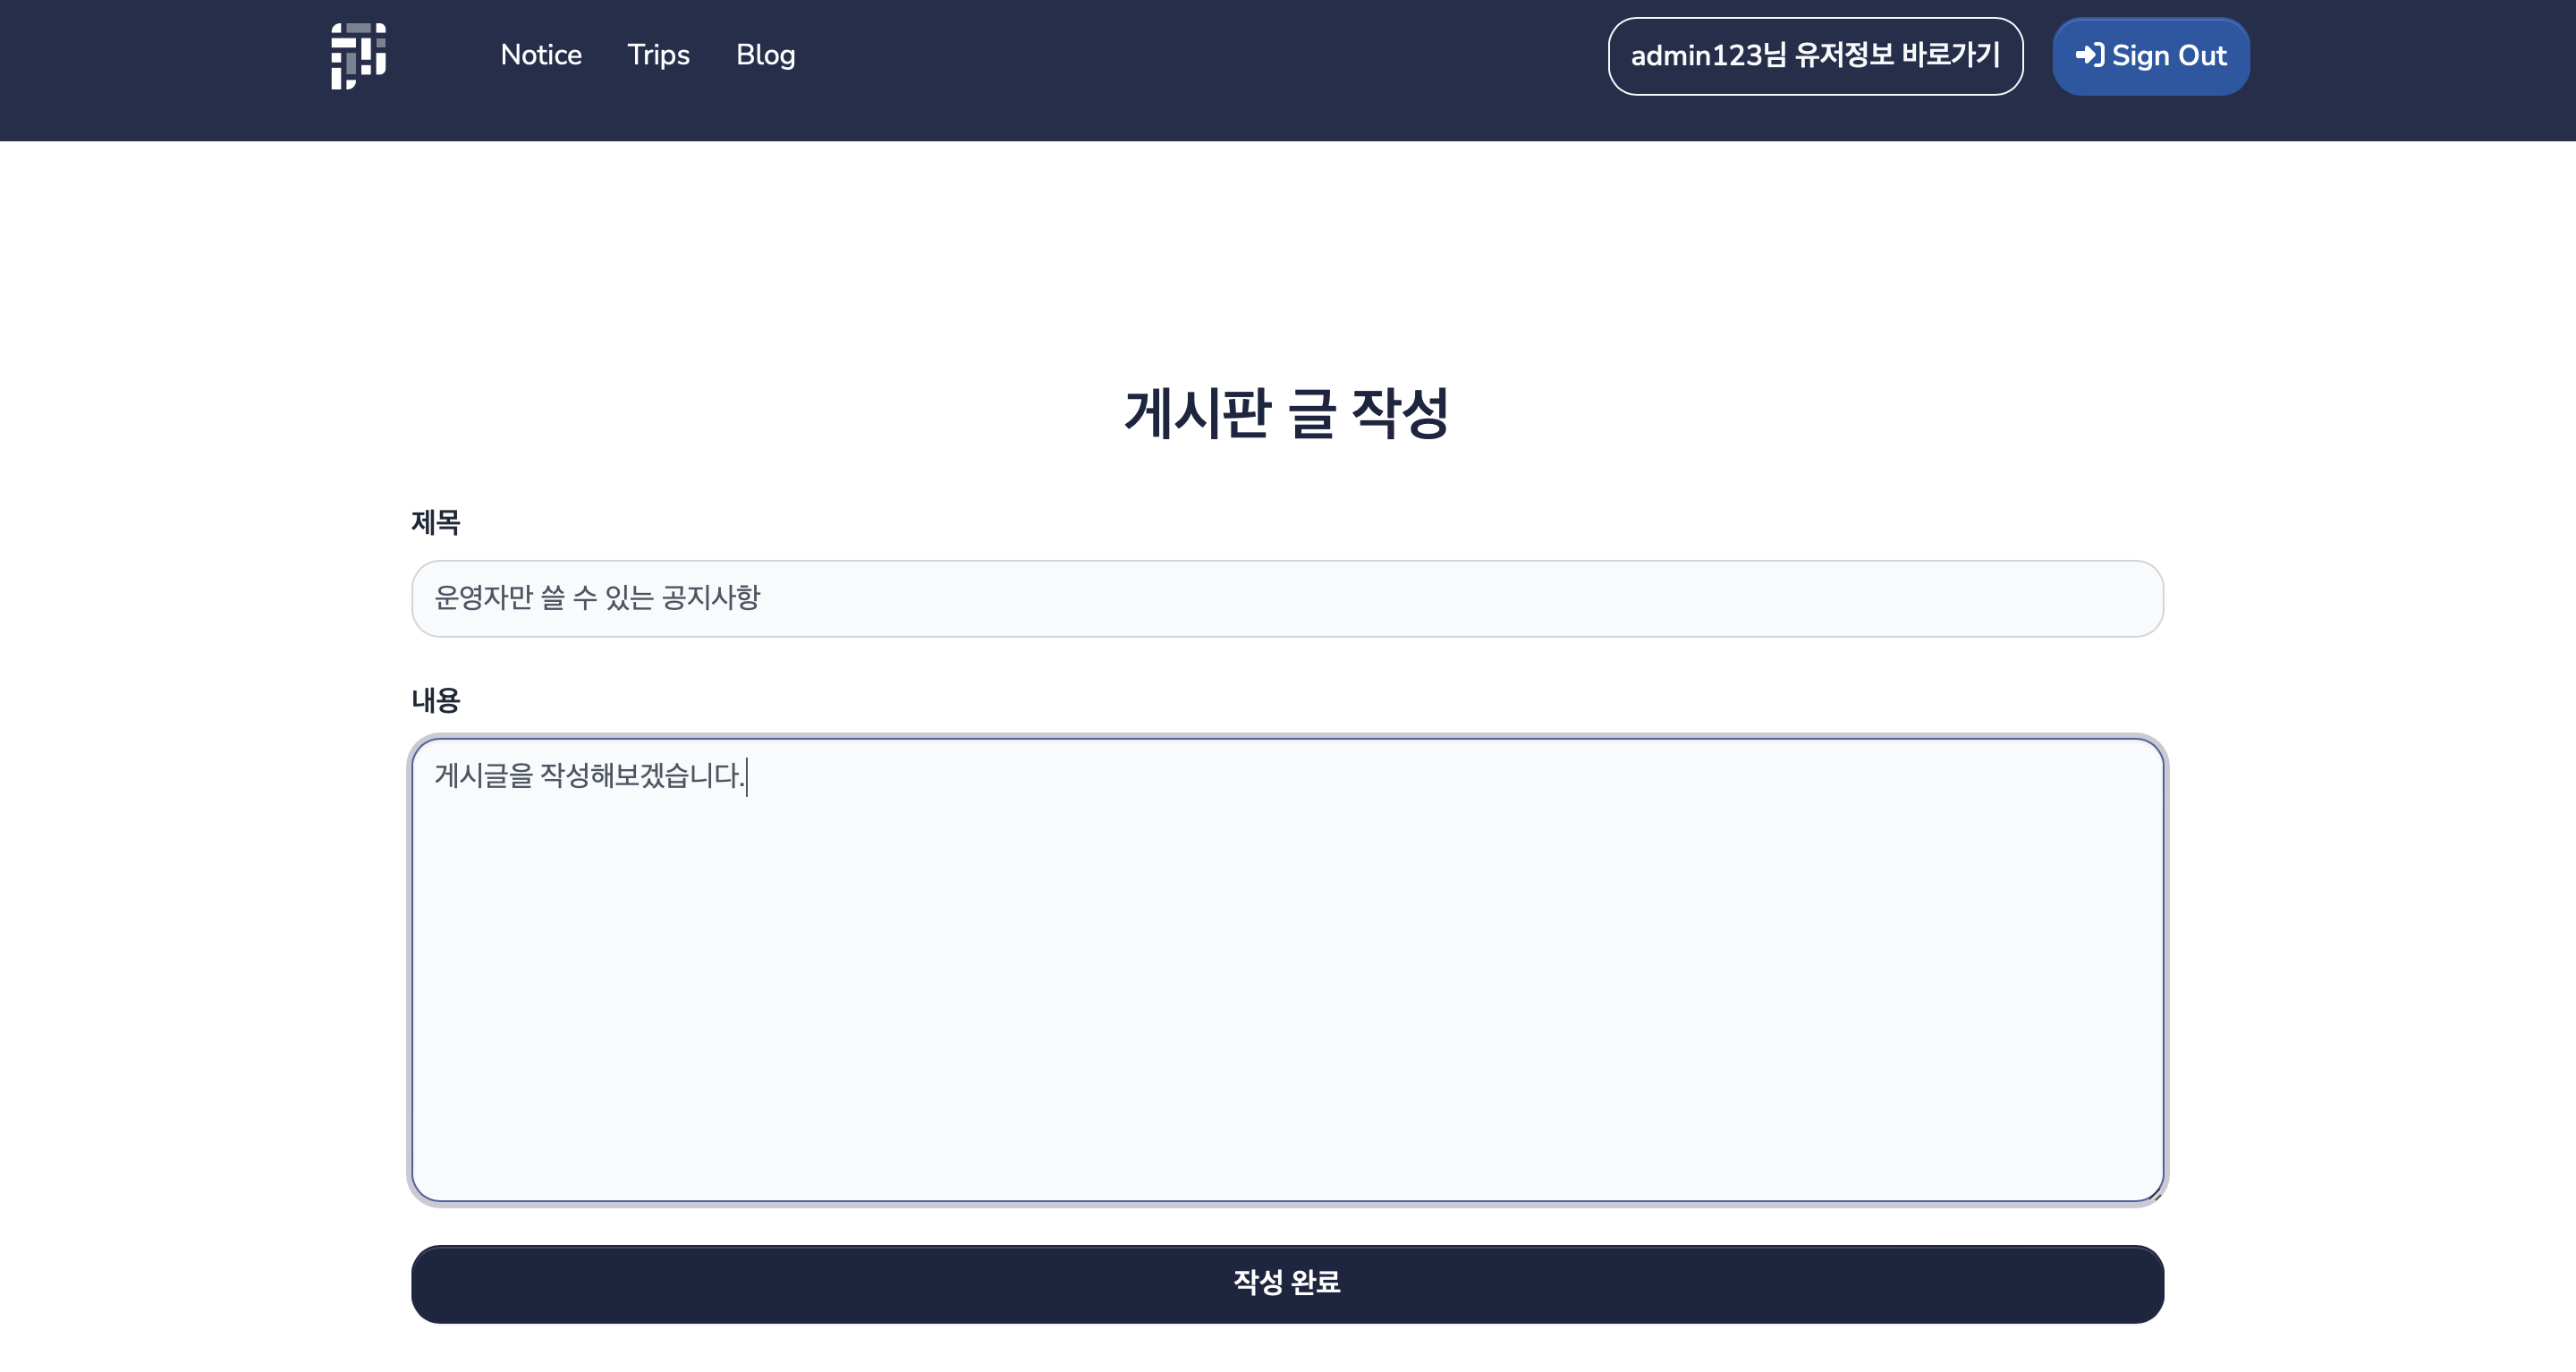 Notice Trips Blog admin123님 유저정보 바로가기 Sign Out
게시판 글 작성
제목
운영자만 쓸 수 있는 공지사항
내용
게시글을 작성해보겠습니다.
작성 완료